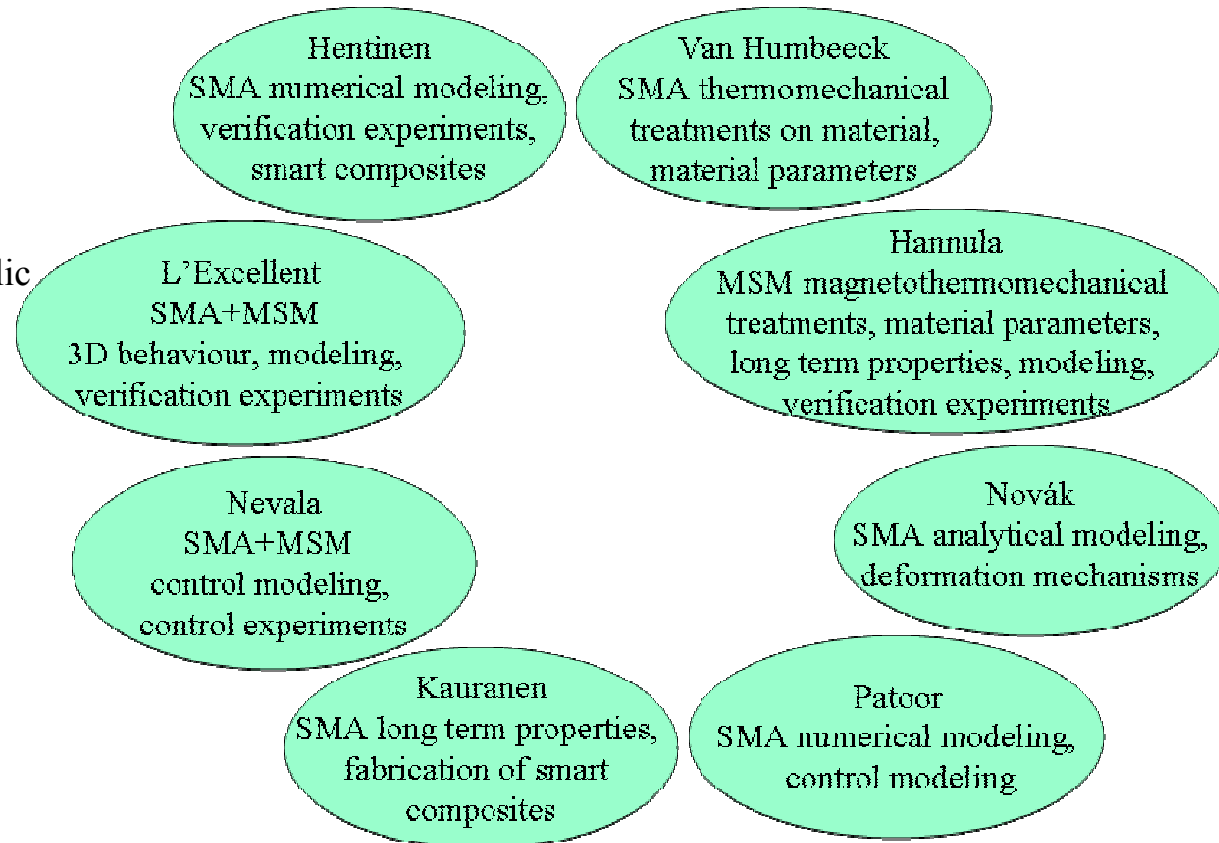 Hentinen
SMA numerical modeling,
verification experiments,
smart composites
Van Humbeeck
SMA thermomechanical
treatments on material,
material parameters
lic
L’Excellent
SMA+MSM
3D behaviour, modeling,
verification experiments
Hannula
MSM magnetothermomechanical
treatments, material parameters,
long term properties, modeling,
verification experiments
Nevala
SMA+MSM
control modeling,
control experiments
Novák
SMA analytical modeling,
deformation mechanisms
Kauranen
SMA long term properties,
fabrication of smart
composites
Patoor
SMA numerical modeling,
control modeling